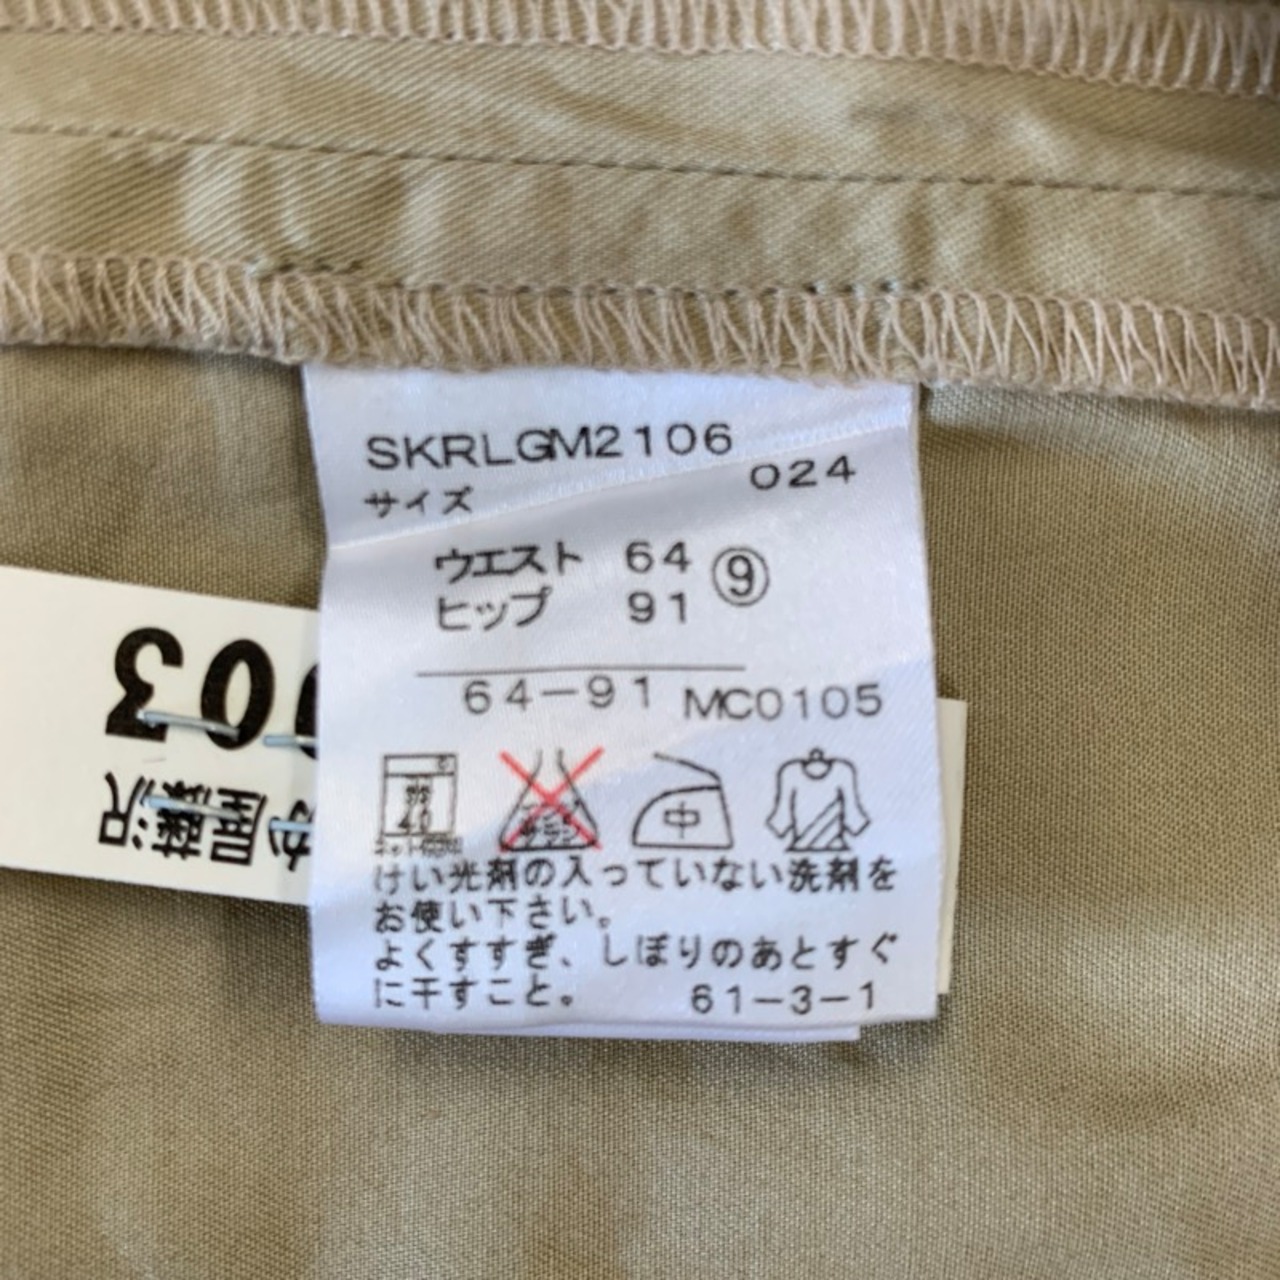 SKRLGM2106
024
サイズ
ウエスト 64 ⑨
ヒップ 91
64-91 MC0105
40
中
けい光剤の入っていない洗剤を
お使い下さい。
よくすすぎ、しぼりのあとすぐ
に干すこと。 61-3-1
003